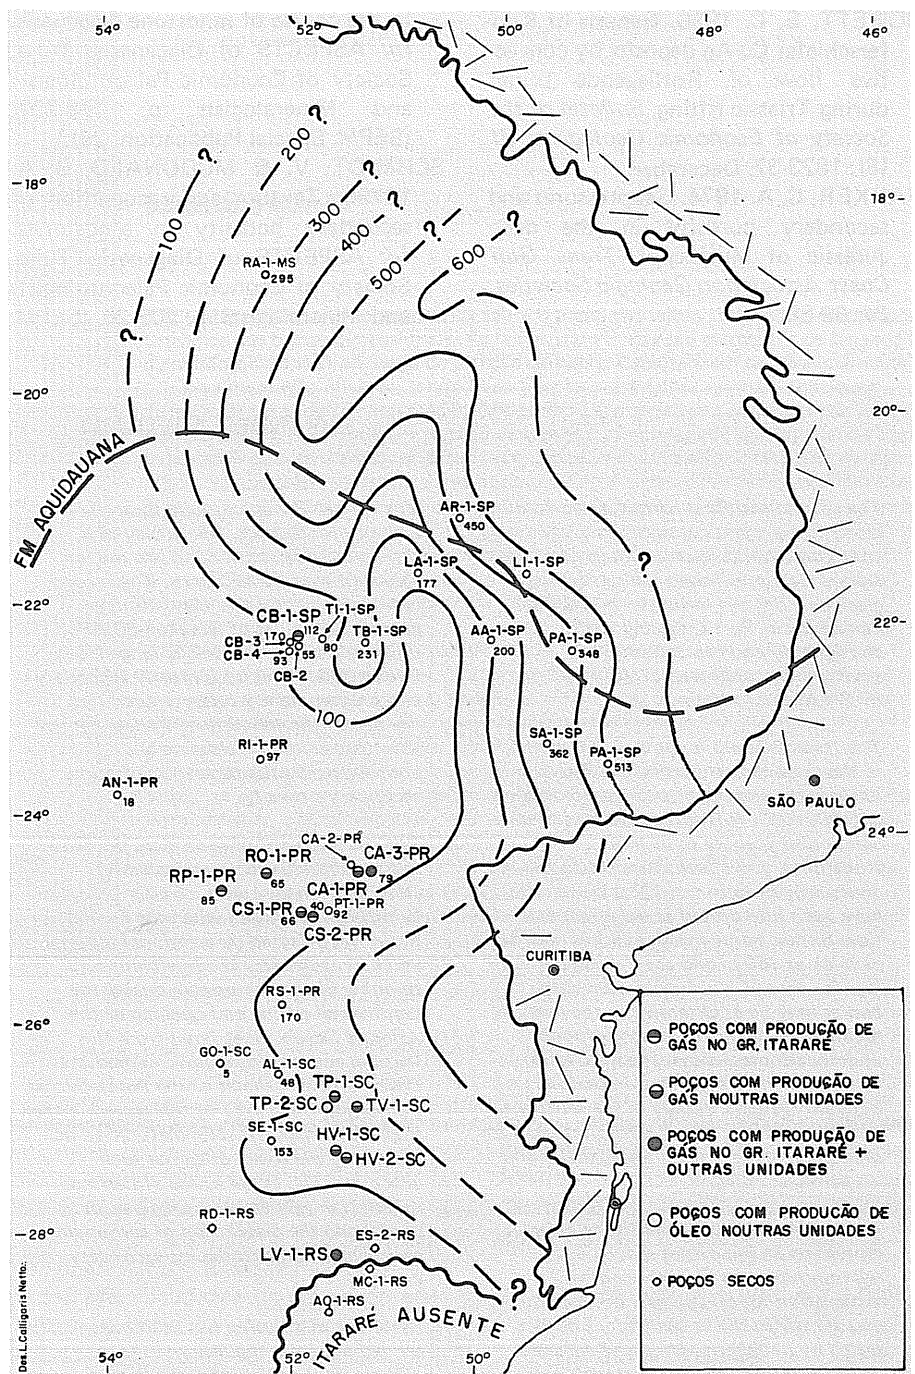 54°
52°
50°
48°
46°
?
?
?
?
?
?
?
100
200
300
400
500
600
–18°
18°–
RA-1-MS
295
–20°
20°–
FM AQUIDAUANA
AR-1-SP
450
LA-1-SP
177
LI-1-SP
?
–22°
22°–
CB-1-SP
TI-1-SP
TB-1-SP
AA-1-SP
PA-1-SP
CB-3
170
112
80
231
200
348
CB-4
93
55
CB-2
100
RI-1-PR
97
SA-1-SP
362
PA-1-SP
513
AN-1-PR
18
SÃO PAULO
–24°
24°–
CA-2-PR
CA-3-PR
79
RO-1-PR
65
RP-1-PR
85
CA-1-PR
40
PT-1-PR
92
CS-1-PR
66
CS-2-PR
CURITIBA
RS-1-PR
170
–26°
GO-1-SC
5
AL-1-SC
48
TP-1-SC
TP-2-SC
TV-1-SC
SE-1-SC
153
HV-1-SC
HV-2-SC
RD-1-RS
–28°
ES-2-RS
LV-1-RS
MC-1-RS
AO-1-RS
?
ITARARÉ AUSENTE
POÇOS COM PRODUÇÃO DE
GÁS NO GR. ITARARÉ
POÇOS COM PRODUÇÃO DE
GÁS NOUTRAS UNIDADES
POÇOS COM PRODUÇÃO DE
GÁS NO GR. ITARARÉ +
OUTRAS UNIDADES
POÇOS COM PRODUÇÃO DE
ÓLEO NOUTRAS UNIDADES
POÇOS SECOS
Des. L. Calligaris Netto.
54°
52°
50°